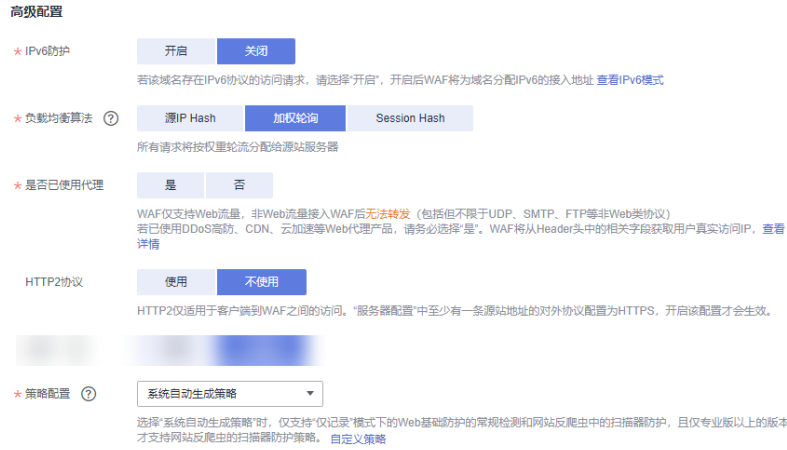 高级配置
* IPv6防护 开启 关闭
若该域名存在IPv6协议的访问请求，请选择“开启”，开启后WAF将为域名分配IPv6的接入地址 查看IPv6模式
* 负载均衡算法 ? 源IP Hash 加权轮询 Session Hash
所有请求将按权重轮流分配给源站服务器
* 是否已使用代理 是 否
WAF仅支持Web流量，非Web流量接入WAF后无法转发（包括但不限于UDP、SMTP、FTP等非Web类协议）
若已使用DDoS高防、CDN、云加速等Web代理产品，请务必选择“是”。WAF将从Header头中的相关字段获取用户真实访问IP，查看
详情
HTTP2协议 使用 不使用
HTTP2仅适用于客户端到WAF之间的访问。“服务器配置”中至少有一条源站地址的对外协议配置为HTTPS，开启该配置才会生效。
* 策略配置 ? 系统自动生成策略
选择“系统自动生成策略”时，仅支持“仅记录”模式下的Web基础防护的常规检测和网站反爬虫中的扫描器防护，且仅专业版以上的版本
才支持网站反爬虫的扫描器防护策略。 自定义策略